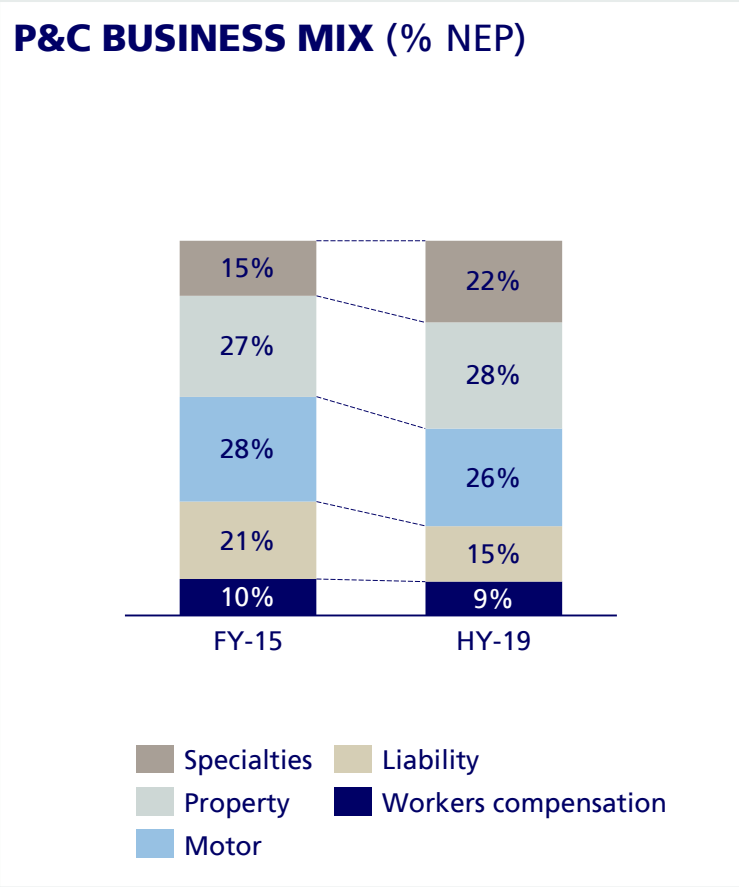 P&C BUSINESS MIX (% NEP)
15% 22%
27% 28%
28% 26%
21% 15%
10% 9%
FY-15 HY-19
Specialties Liability
Property Workers compensation
Motor